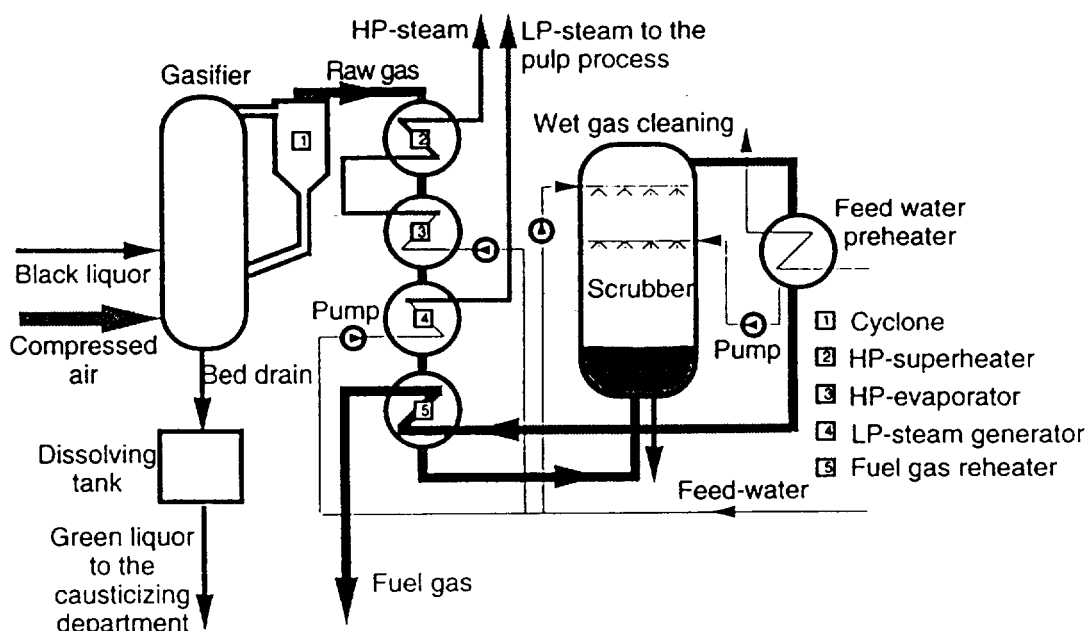 HP-steam
LP-steam to the
pulp process
Gasifier
Raw gas
Wet gas cleaning
1
2
3
4
5
Feed water
preheater
Black liquor
Scrubber
Pump
Pump
Compressed
air
Bed drain
1 Cyclone
2 HP-superheater
3 HP-evaporator
4 LP-steam generator
5 Fuel gas reheater
Dissolving
tank
Feed-water
Green liquor
to the
causticizing
department
Fuel gas